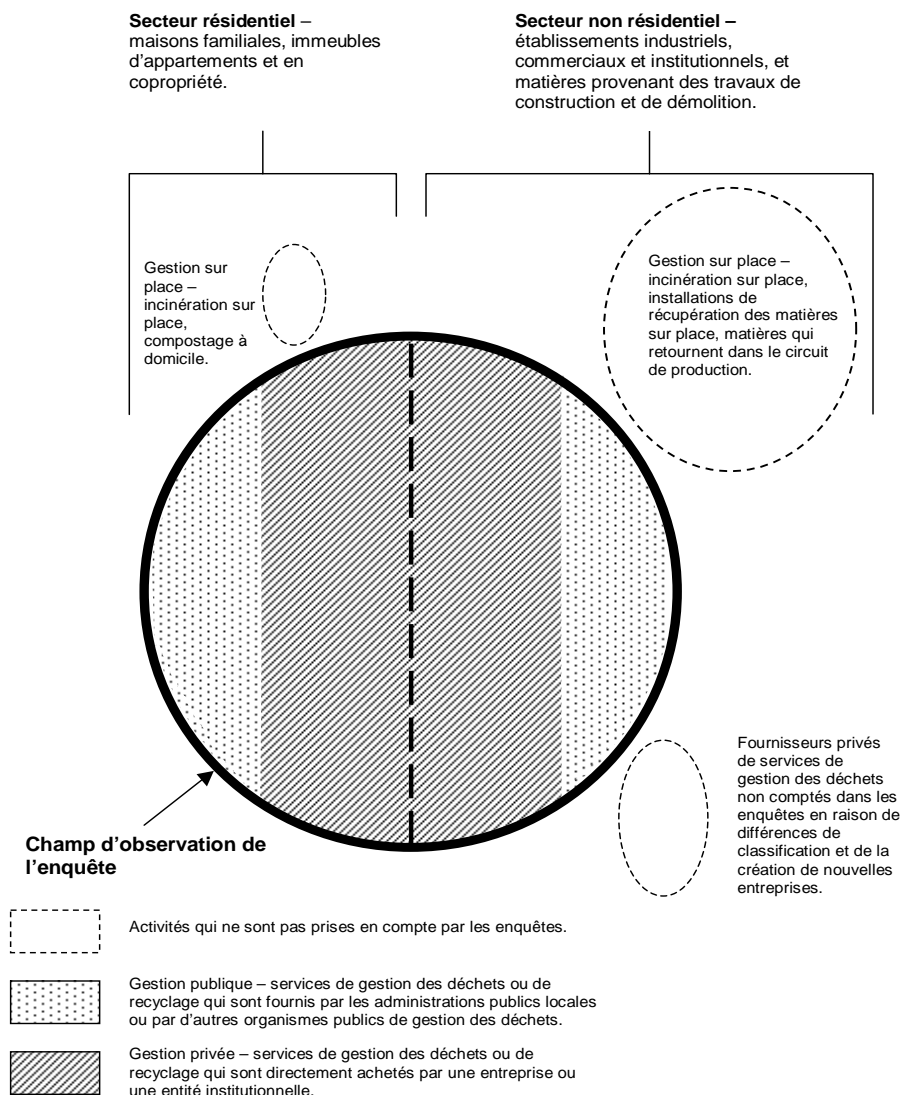 Secteur résidentiel –
maisons familiales, immeubles
d'appartements et en
copropriété.
Secteur non résidentiel –
établissements industriels,
commerciaux et institutionnels, et
matières provenant des travaux de
construction et de démolition.
Gestion sur
place –
incinération sur
place,
compostage à
domicile.
Gestion sur place –
incinération sur place,
installations de
récupération des matières
sur place, matières qui
retournent dans le circuit
de production.
Fournisseurs privés
de services de
gestion des déchets
non comptés dans les
enquêtes en raison de
différences de
classification et de la
création de nouvelles
entreprises.
Champ d'observation de
l'enquête
Activités qui ne sont pas prises en compte par les enquêtes.
Gestion publique – services de gestion des déchets ou de
recyclage qui sont fournis par les administrations publics locales
ou par d'autres organismes publics de gestion des déchets.
Gestion privée – services de gestion des déchets ou de
recyclage qui sont directement achetés par une entreprise ou
une entité institutionnelle.